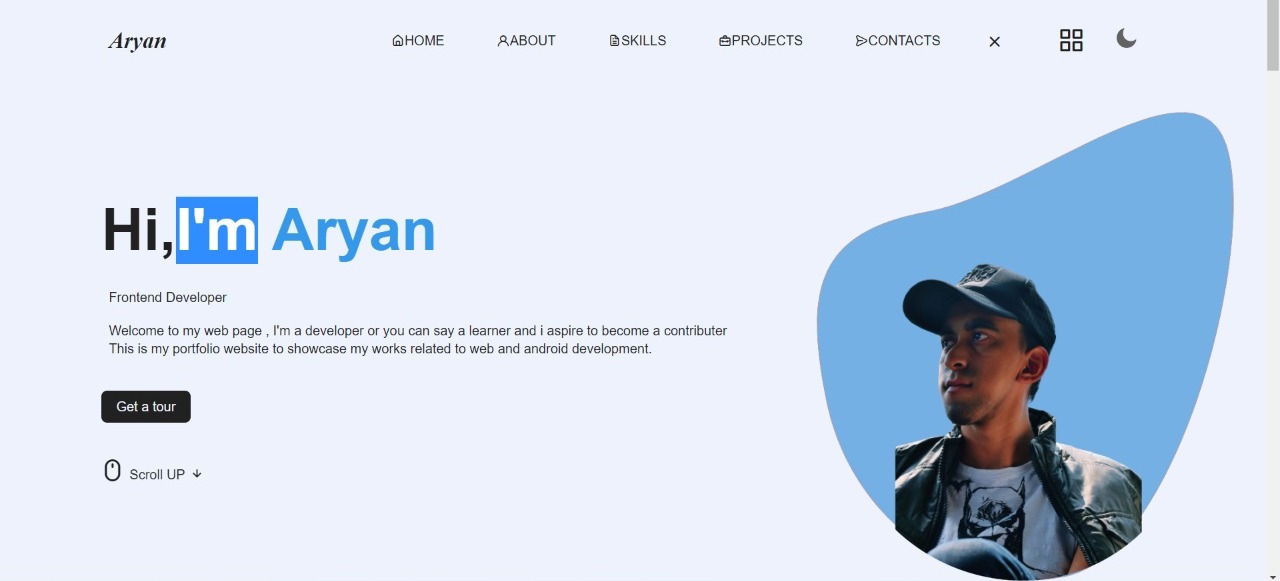 Aryan
HOME ABOUT SKILLS PROJECTS CONTACTS
Hi,I'm Aryan
Frontend Developer
Welcome to my web page , I'm a developer or you can say a learner and i aspire to become a contributer
This is my portfolio website to showcase my works related to web and android development.
Get a tour
Scroll UP